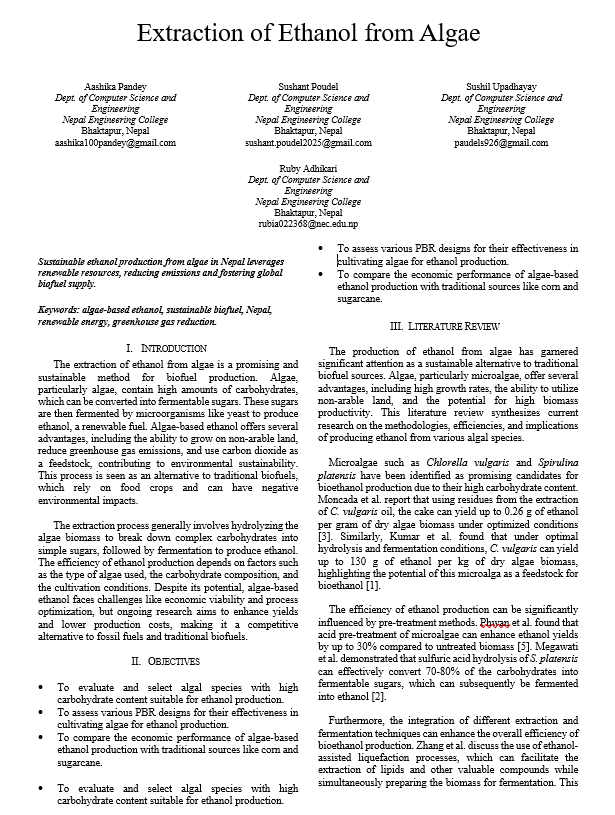 Extraction of Ethanol from Algae
Aashika Pandey
Dept. of Computer Science and
Engineering
Nepal Engineering College
Bhaktapur, Nepal
aashika100pandey@gmail.com
Sushant Poudel
Dept. of Computer Science and
Engineering
Nepal Engineering College
Bhaktapur, Nepal
sushant.poudel2025@gmail.com
Sushil Upadhayay
Dept. of Computer Science and
Engineering
Nepal Engineering College
Bhaktapur, Nepal
paudels926@gmail.com
Ruby Adhikari
Dept. of Computer Science and
Engineering
Nepal Engineering College
Bhaktapur, Nepal
rubia022368@nec.edu.np
Sustainable ethanol production from algae in Nepal leverages
renewable resources, reducing emissions and fostering global
biofuel supply.
Keywords: algae-based ethanol, sustainable biofuel, Nepal,
renewable energy, greenhouse gas reduction.
I. INTRODUCTION
The extraction of ethanol from algae is a promising and
sustainable method for biofuel production. Algae,
particularly algae, contain high amounts of carbohydrates,
which can be converted into fermentable sugars. These sugars
are then fermented by microorganisms like yeast to produce
ethanol, a renewable fuel. Algae-based ethanol offers several
advantages, including the ability to grow on non-arable land,
reduce greenhouse gas emissions, and use carbon dioxide as
a feedstock, contributing to environmental sustainability.
This process is seen as an alternative to traditional biofuels,
which rely on food crops and can have negative
environmental impacts.
The extraction process generally involves hydrolyzing the
algae biomass to break down complex carbohydrates into
simple sugars, followed by fermentation to produce ethanol.
The efficiency of ethanol production depends on factors such
as the type of algae used, the carbohydrate composition, and
the cultivation conditions. Despite its potential, algae-based
ethanol faces challenges like economic viability and process
optimization, but ongoing research aims to enhance yields
and lower production costs, making it a competitive
alternative to fossil fuels and traditional biofuels.
II. OBJECTIVES
• To evaluate and select algal species with high
carbohydrate content suitable for ethanol production.
• To assess various PBR designs for their effectiveness in
cultivating algae for ethanol production.
• To compare the economic performance of algae-based
ethanol production with traditional sources like corn and
sugarcane.
• To evaluate and select algal species with high
carbohydrate content suitable for ethanol production.
• To assess various PBR designs for their effectiveness in
cultivating algae for ethanol production.
• To compare the economic performance of algae-based
ethanol production with traditional sources like corn and
sugarcane.
III. LITERATURE REVIEW
The production of ethanol from algae has garnered
significant attention as a sustainable alternative to traditional
biofuel sources. Algae, particularly microalgae, offer several
advantages, including high growth rates, the ability to utilize
non-arable land, and the potential for high biomass
productivity. This literature review synthesizes current
research on the methodologies, efficiencies, and implications
of producing ethanol from various algal species.
Microalgae such as Chlorella vulgaris and Spirulina
platensis have been identified as promising candidates for
bioethanol production due to their high carbohydrate content.
Moncada et al. report that using residues from the extraction
of C. vulgaris oil, the cake can yield up to 0.26 g of ethanol
per gram of dry algae biomass under optimized conditions
[3]. Similarly, Kumar et al. found that under optimal
hydrolysis and fermentation conditions, C. vulgaris can yield
up to 130 g of ethanol per kg of dry algae biomass,
highlighting the potential of this microalga as a feedstock for
bioethanol [1].
The efficiency of ethanol production can be significantly
influenced by pre-treatment methods. Phwan et al. found that
acid pre-treatment of microalgae can enhance ethanol yields
by up to 30% compared to untreated biomass [5]. Megawati
et al. demonstrated that sulfuric acid hydrolysis of S. platensis
can effectively convert 70-80% of the carbohydrates into
fermentable sugars, which can subsequently be fermented
into ethanol [2].
Furthermore, the integration of different extraction and
fermentation techniques can enhance the overall efficiency of
bioethanol production. Zhang et al. discuss the use of ethanol-
assisted liquefaction processes, which can facilitate the
extraction of lipids and other valuable compounds while
simultaneously preparing the biomass for fermentation. This